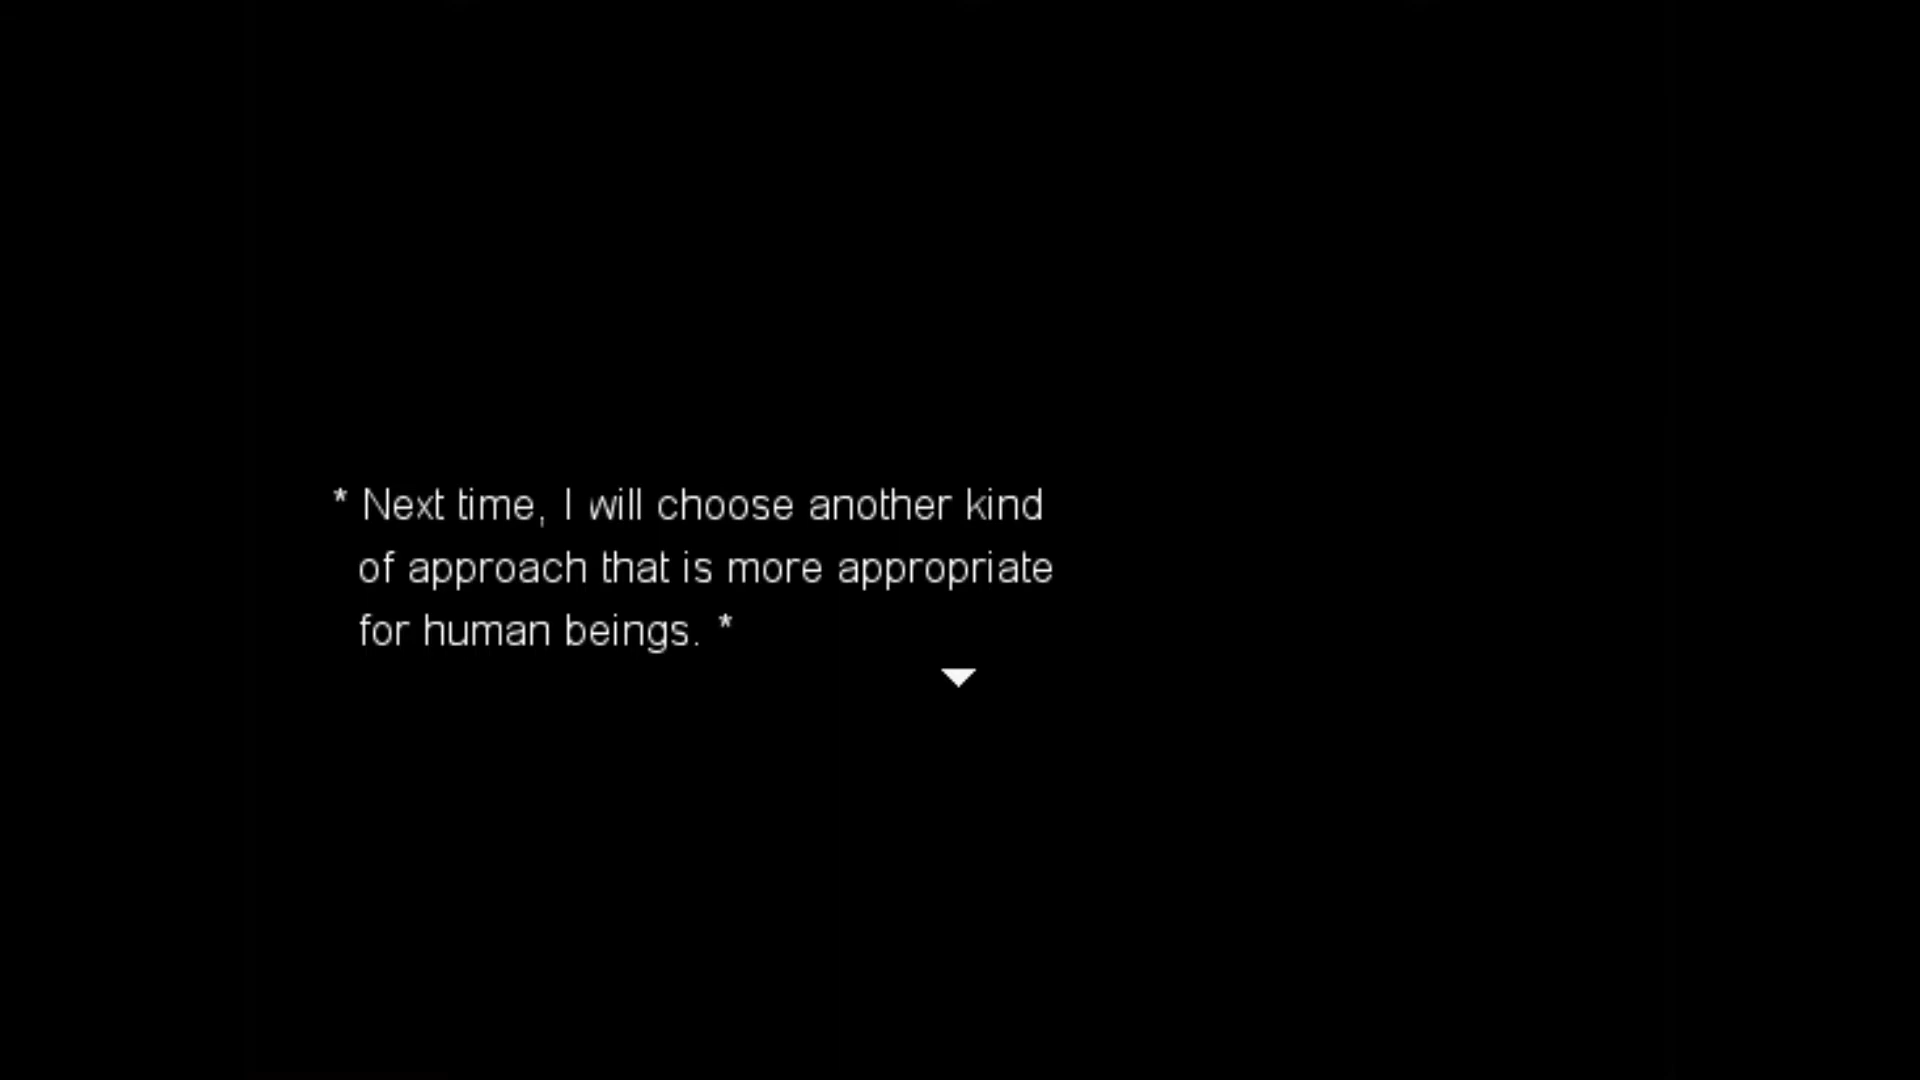 * Next time, I will choose another kind
of approach that is more appropriate
for human beings. *